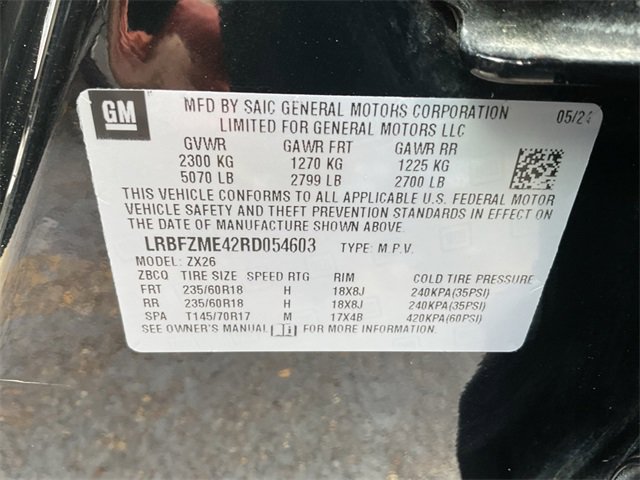 GM
MFD BY SAIC GENERAL MOTORS CORPORATION 05/24
LIMITED FOR GENERAL MOTORS LLC
GVWR GAWR FRT GAWR RR
2300 KG 1270 KG 1225 KG
5070 LB 2799 LB 2700 LB
THIS VEHICLE CONFORMS TO ALL APPLICABLE U.S. FEDERAL MOTOR
VEHICLE SAFETY AND THEFT PREVENTION STANDARDS IN EFFECT ON
THE DATE OF MANUFACTURE SHOWN ABOVE.
LRBFZME42RD054603 TYPE: M.P.V.
MODEL: ZX26
ZBCQ TIRE SIZE SPEED RTG RIM COLD TIRE PRESSURE
FRT 235/60R18 H 18X8J 240KPA(35PSI)
RR 235/60R18 H 18X8J 240KPA(35PSI)
SPA T145/70R17 M 17X4B 420KPA(60PSI)
SEE OWNER'S MANUAL FOR MORE INFORMATION.